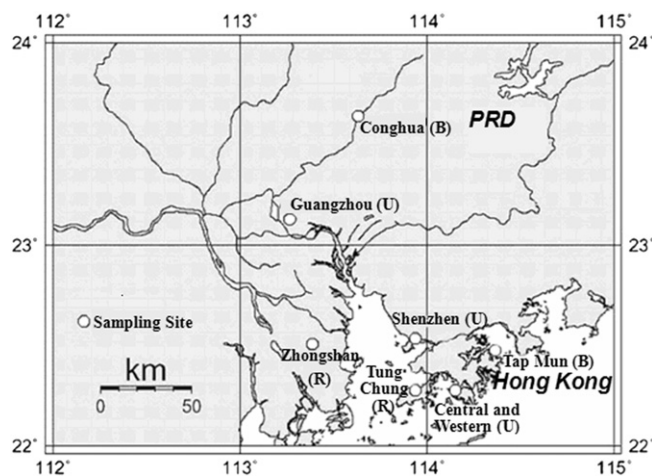 112° 113° 114° 115°
24° 24°
PRD
Conghua (B)
Guangzhou (U)
23° 23°
Shenzhen (U)
Sampling Site
Zhongshan
(R)
Tap Mun (B)
Tung-
Chung
(R)
km
Hong Kong
0 50
Central and
Western (U)
22° 22°
112° 113° 114° 115°